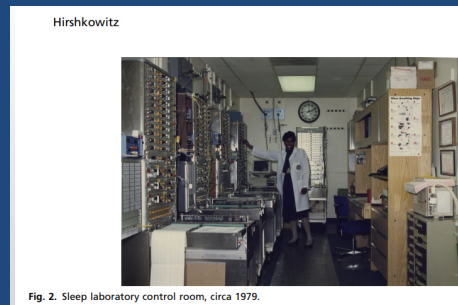 Hirshkowitz
Fig. 2. Sleep laboratory control room, circa 1979.